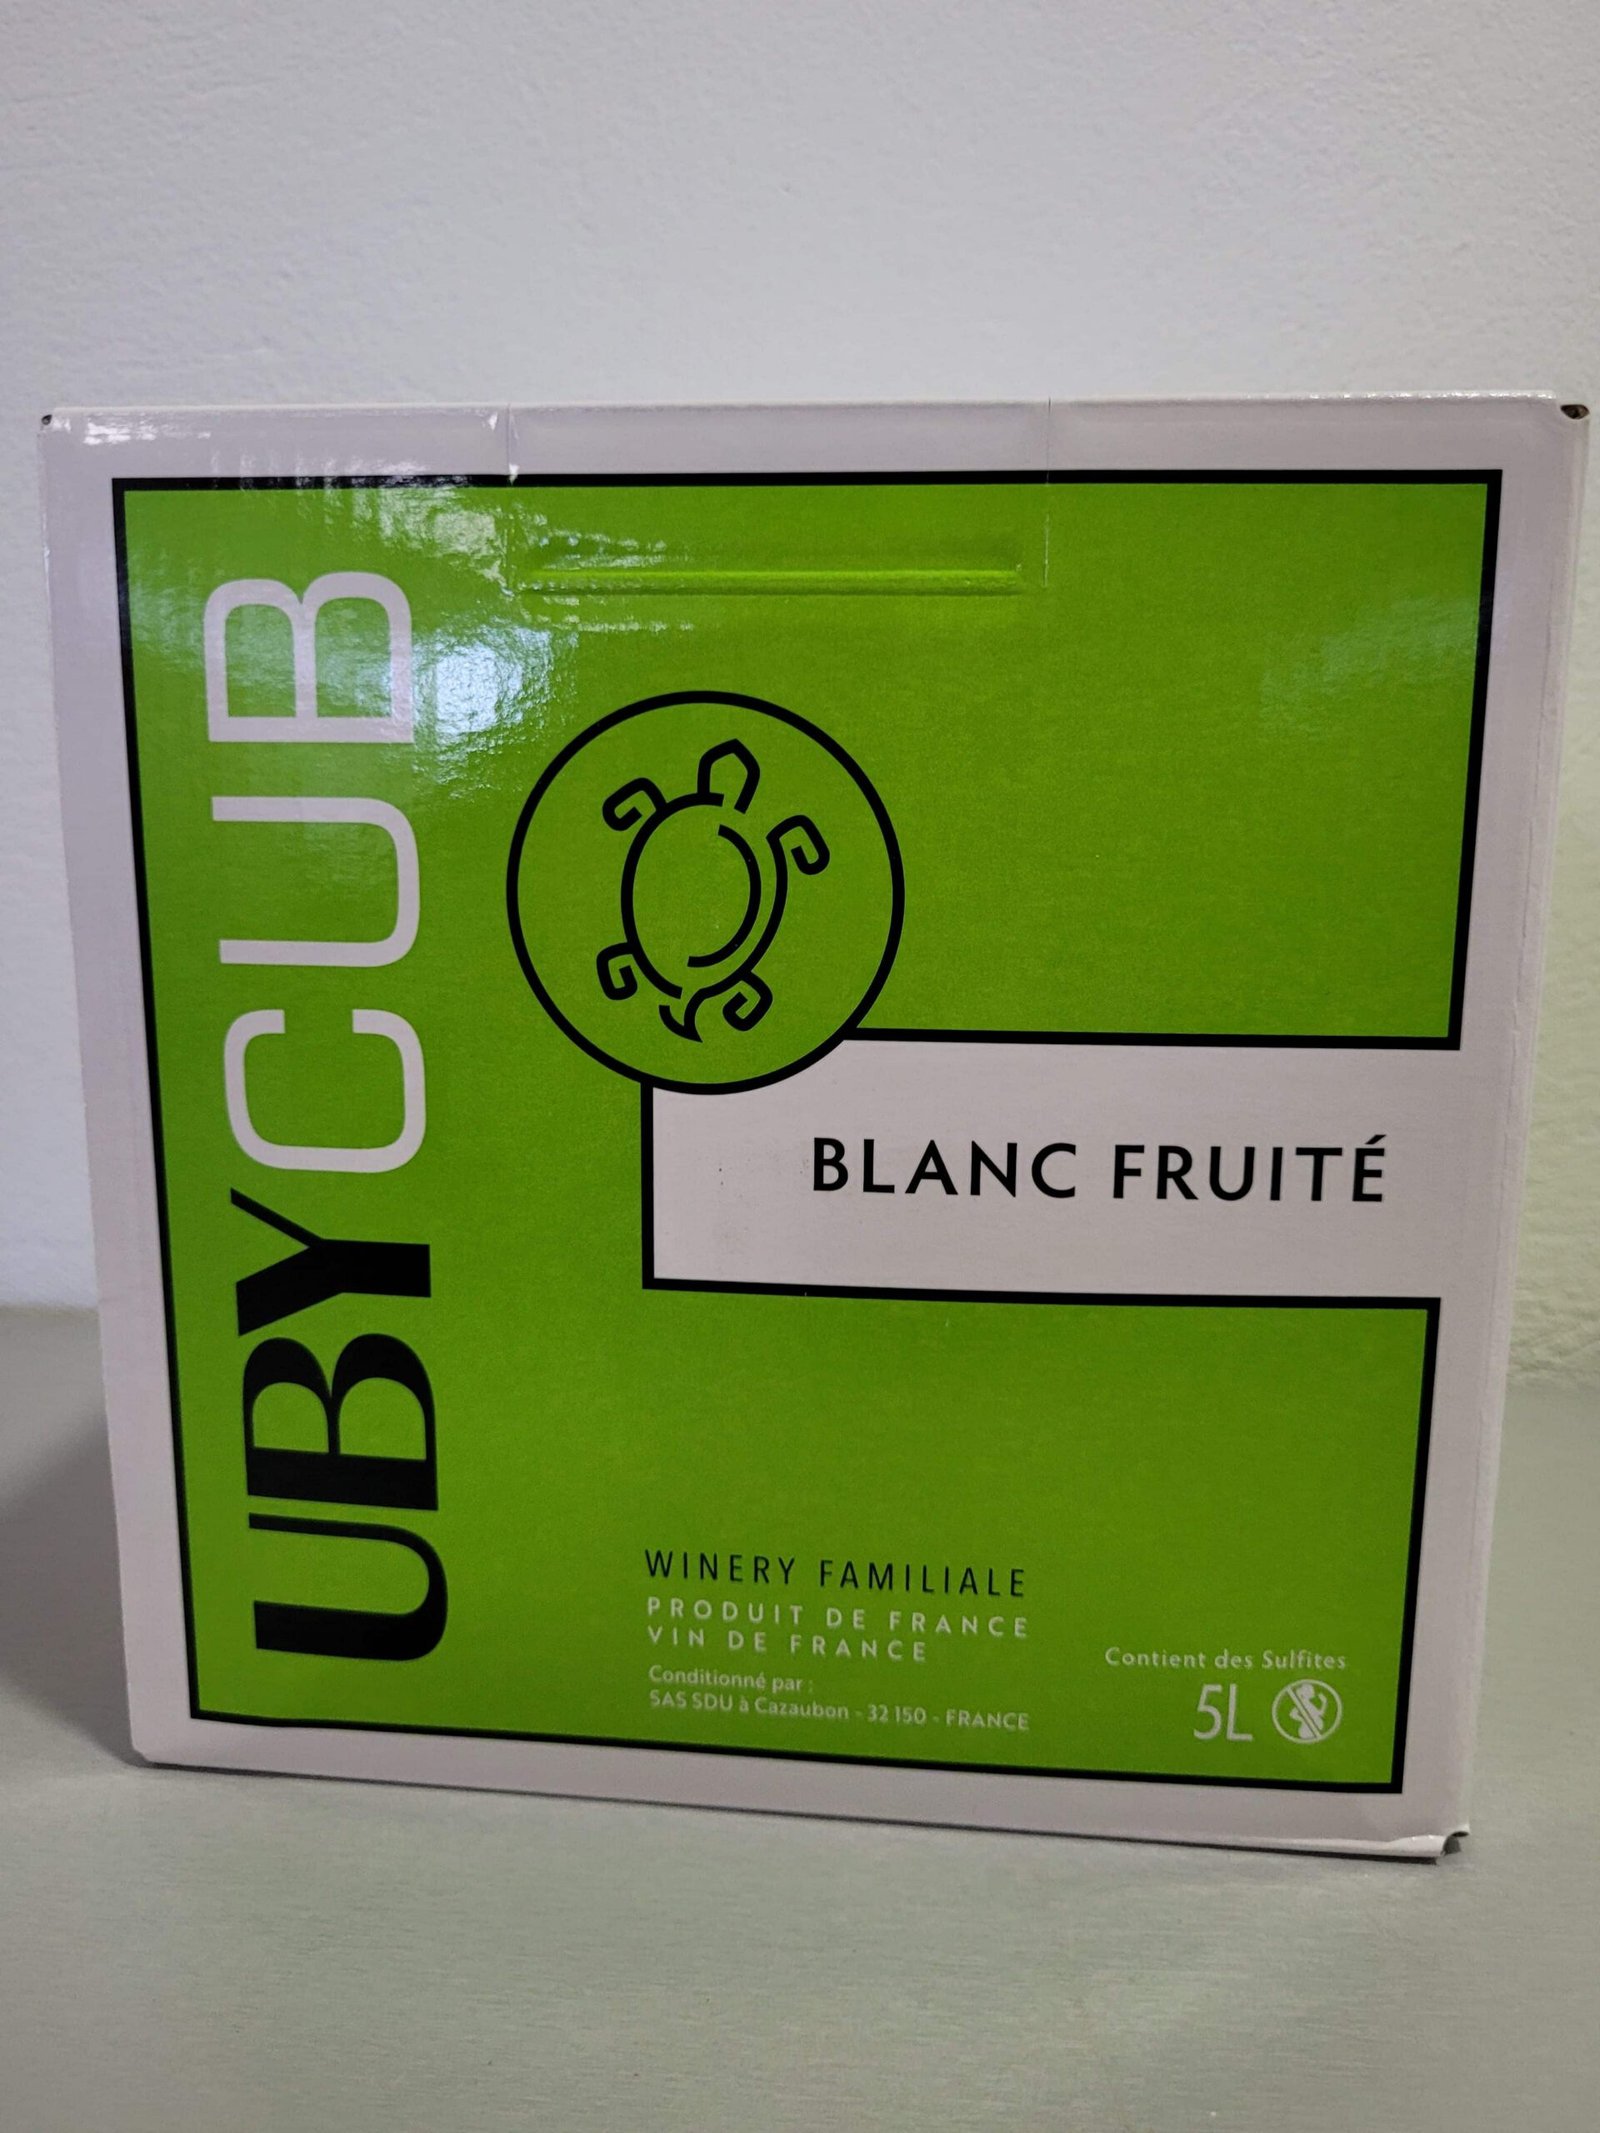 UBYCUB
BLANC FRUITÉ
WINERY FAMILIALE
PRODUIT DE FRANCE
VIN DE FRANCE
Conditionné par :
SAS SDU à Cazaubon - 32 150 - FRANCE
Contient des Sulfites
5L